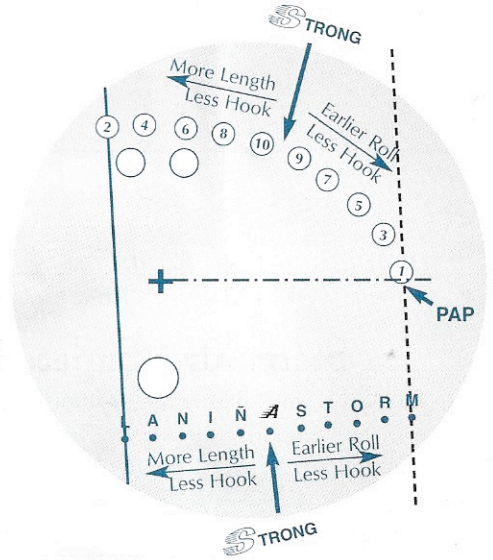 STRONG
More Length
Less Hook
Earlier Roll
Less Hook
2 4 6 8 10 9 7 5 3 1
PAP
L A N I Ñ A S T O R M
More Length
Less Hook
Earlier Roll
Less Hook
STRONG